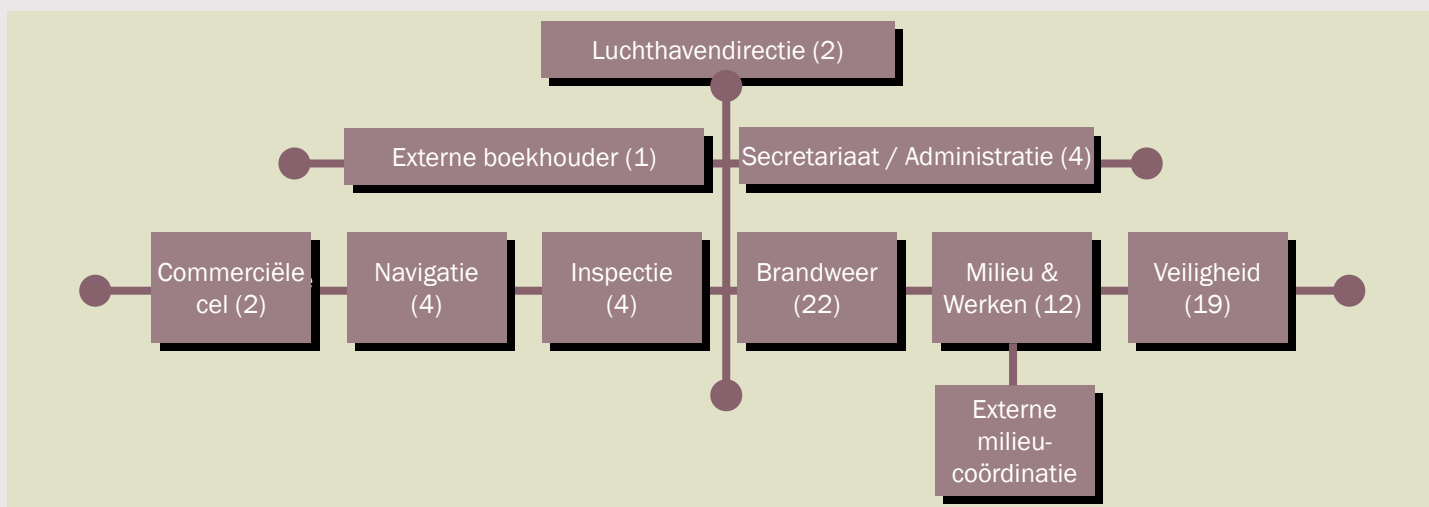 Luchthavendirectie (2)
Externe boekhouder (1)
Secretariaat / Administratie (4)
Commerciële
cel (2)
Navigatie
(4)
Inspectie
(4)
Brandweer
(22)
Milieu &
Werken (12)
Veiligheid
(19)
Externe
milieu-
coördinatie